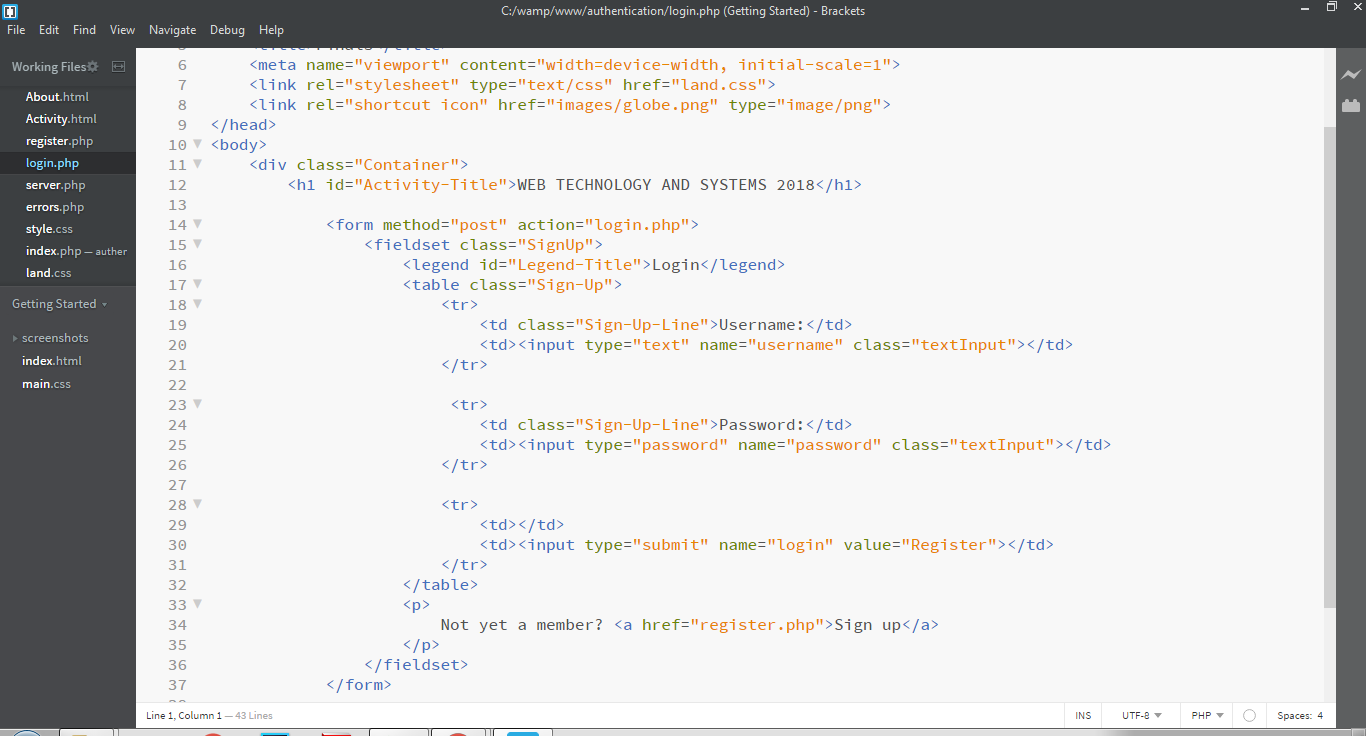 C:/wamp/www/authentication/login.php (Getting Started) - Brackets
File Edit Find View Navigate Debug Help
Working Files
About.html
Activity.html
register.php
login.php
server.php
errors.php
style.css
index.php — auther
land.css
Getting Started
screenshots
index.html
main.css
6 <meta name="viewport" content="width=device-width, initial-scale=1">
7 <link rel="stylesheet" type="text/css" href="land.css">
8 <link rel="shortcut icon" href="images/globe.png" type="image/png">
9 </head>
10 <body>
11 <div class="Container">
12 <h1 id="Activity-Title">WEB TECHNOLOGY AND SYSTEMS 2018</h1>
13
14 <form method="post" action="login.php">
15 <fieldset class="SignUp">
16 <legend id="Legend-Title">Login</legend>
17 <table class="Sign-Up">
18 <tr>
19 <td class="Sign-Up-Line">Username:</td>
20 <td><input type="text" name="username" class="textInput"></td>
21 </tr>
22
23 <tr>
24 <td class="Sign-Up-Line">Password:</td>
25 <td><input type="password" name="password" class="textInput"></td>
26 </tr>
27
28 <tr>
29 <td></td>
30 <td><input type="submit" name="login" value="Register"></td>
31 </tr>
32 </table>
33 <p>
34 Not yet a member? <a href="register.php">Sign up</a>
35 </p>
36 </fieldset>
37 </form>
Line 1, Column 1 — 43 Lines
INS UTF-8 PHP Spaces: 4